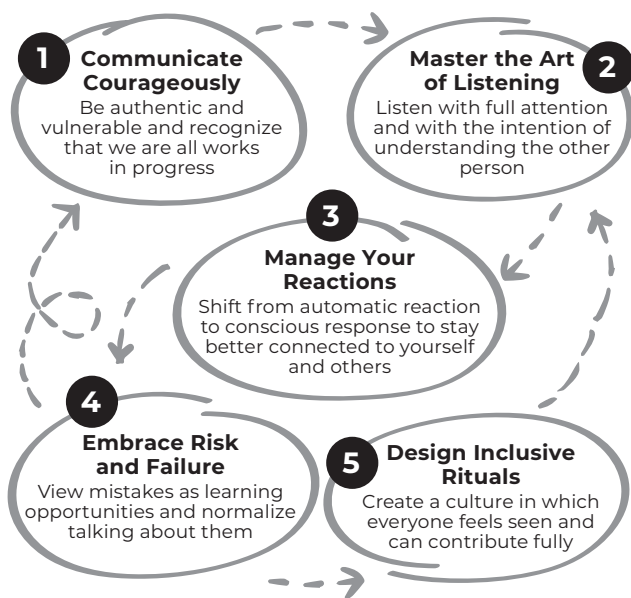 1
Communicate
Courageously
Be authentic and
vulnerable and recognize
that we are all works
in progress
2
Master the Art
of Listening
Listen with full attention
and with the intention of
understanding the other
person
3
Manage Your
Reactions
Shift from automatic reaction
to conscious response to stay
better connected to yourself
and others
4
Embrace Risk
and Failure
View mistakes as learning
opportunities and normalize
talking about them
5
Design Inclusive
Rituals
Create a culture in which
everyone feels seen and
can contribute fully